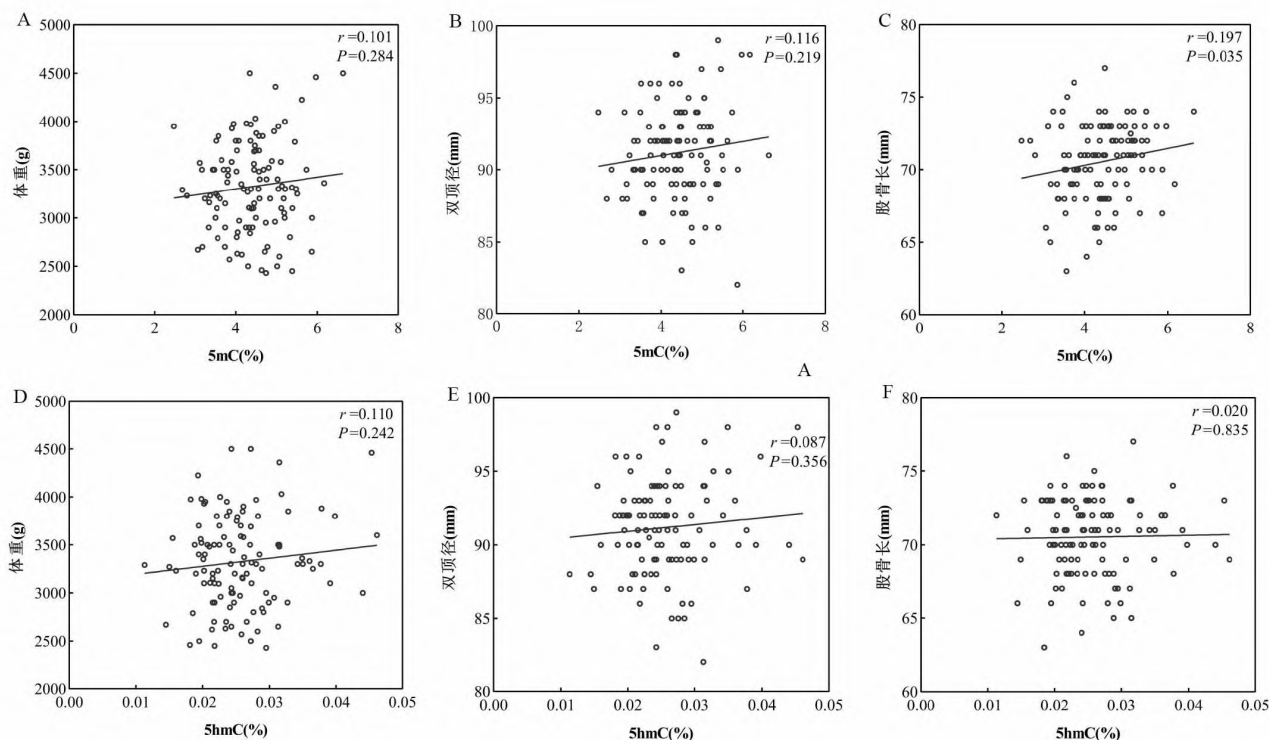 A
r=0.101
P=0.284
5000
4500
4000
3500
3000
2500
2000
体重(g)
0 2 4 6 8
5mC(%)
B
r=0.116
P=0.219
100
95
90
85
80
双顶径(mm)
0 2 4 6 8
5mC(%)
C
r=0.197
P=0.035
80
75
70
65
60
股骨长(mm)
0 2 4 6 8
5mC(%)
A
D
r=0.110
P=0.242
5000
4500
4000
3500
3000
2500
2000
体重(g)
0.00 0.01 0.02 0.03 0.04 0.05
5hmC(%)
E
r=0.087
P=0.356
100
95
90
85
80
双顶径(mm)
0.00 0.01 0.02 0.03 0.04 0.05
5hmC(%)
F
r=0.020
P=0.835
80
75
70
65
60
股骨长(mm)
0.00 0.01 0.02 0.03 0.04 0.05
5hmC(%)